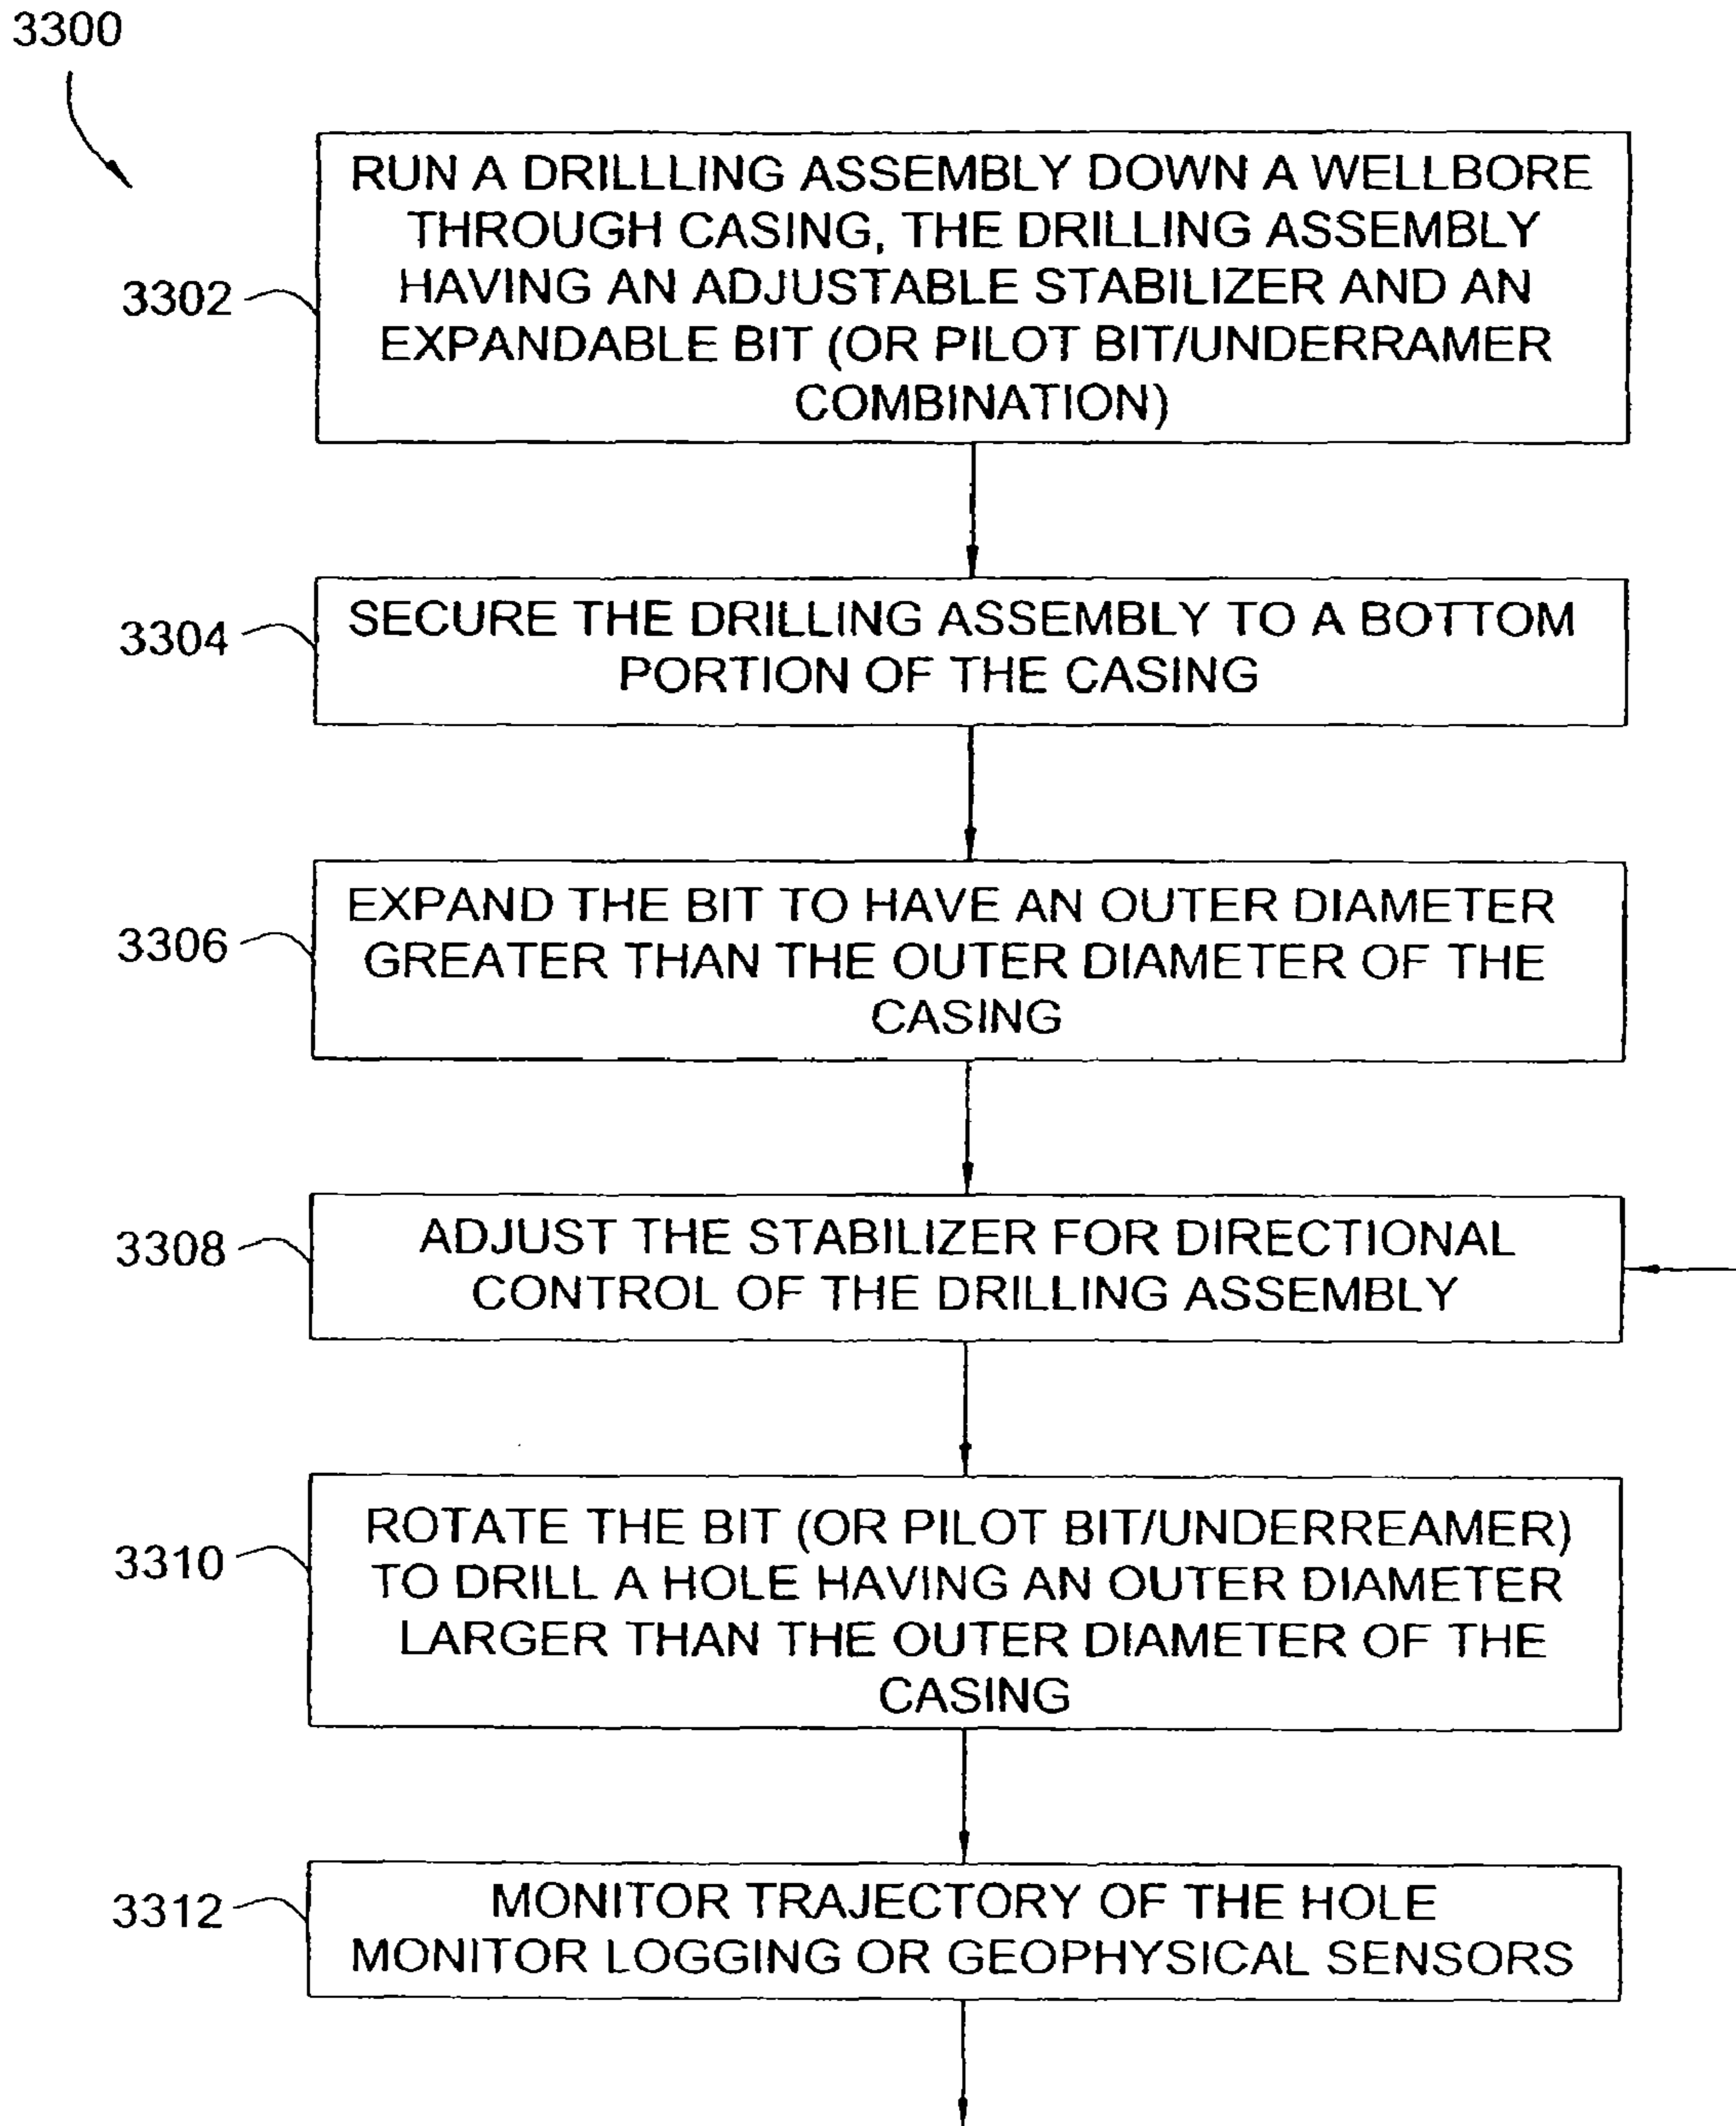 3300
3302
RUN A DRILLLING ASSEMBLY DOWN A WELLBORE
THROUGH CASING, THE DRILLING ASSEMBLY
HAVING AN ADJUSTABLE STABILIZER AND AN
EXPANDABLE BIT (OR PILOT BIT/UNDERRAMER
COMBINATION)
3304
SECURE THE DRILLING ASSEMBLY TO A BOTTOM
PORTION OF THE CASING
3306
EXPAND THE BIT TO HAVE AN OUTER DIAMETER
GREATER THAN THE OUTER DIAMETER OF THE
CASING
3308
ADJUST THE STABILIZER FOR DIRECTIONAL
CONTROL OF THE DRILLING ASSEMBLY
3310
ROTATE THE BIT (OR PILOT BIT/UNDERREAMER)
TO DRILL A HOLE HAVING AN OUTER DIAMETER
LARGER THAN THE OUTER DIAMETER OF THE
CASING
3312
MONITOR TRAJECTORY OF THE HOLE
MONITOR LOGGING OR GEOPHYSICAL SENSORS